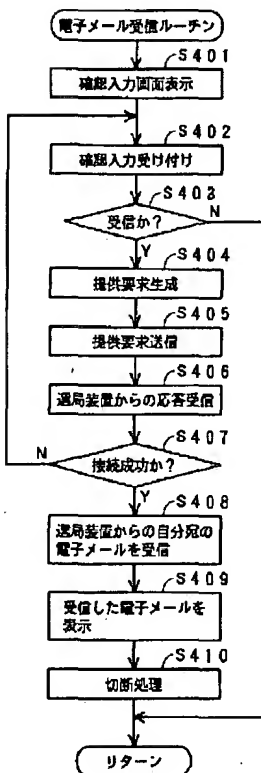 電子メール受信ルーチン
S401
確認入力画面表示
S402
確認入力受け付け
S403
受信か?
N
Y
S404
提供要求生成
S405
提供要求送信
S406
選局装置からの応答受信
S407
接続成功か?
N
Y
S408
選局装置からの自分宛の
電子メールを受信
S409
受信した電子メールを
表示
S410
切断処理
リターン